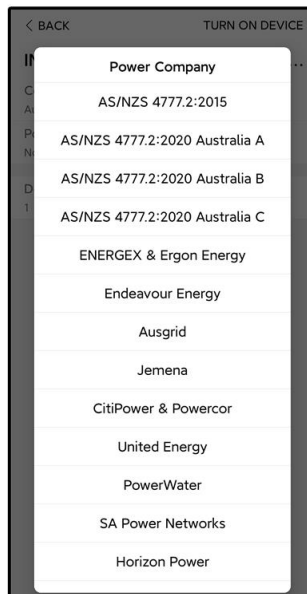 < BACK
TURN ON DEVICE
Power Company
AS/NZS 4777.2:2015
AS/NZS 4777.2:2020 Australia A
AS/NZS 4777.2:2020 Australia B
AS/NZS 4777.2:2020 Australia C
ENERGEX & Ergon Energy
Endeavour Energy
Ausgrid
Jemena
CitiPower & Powercor
United Energy
PowerWater
SA Power Networks
Horizon Power
1